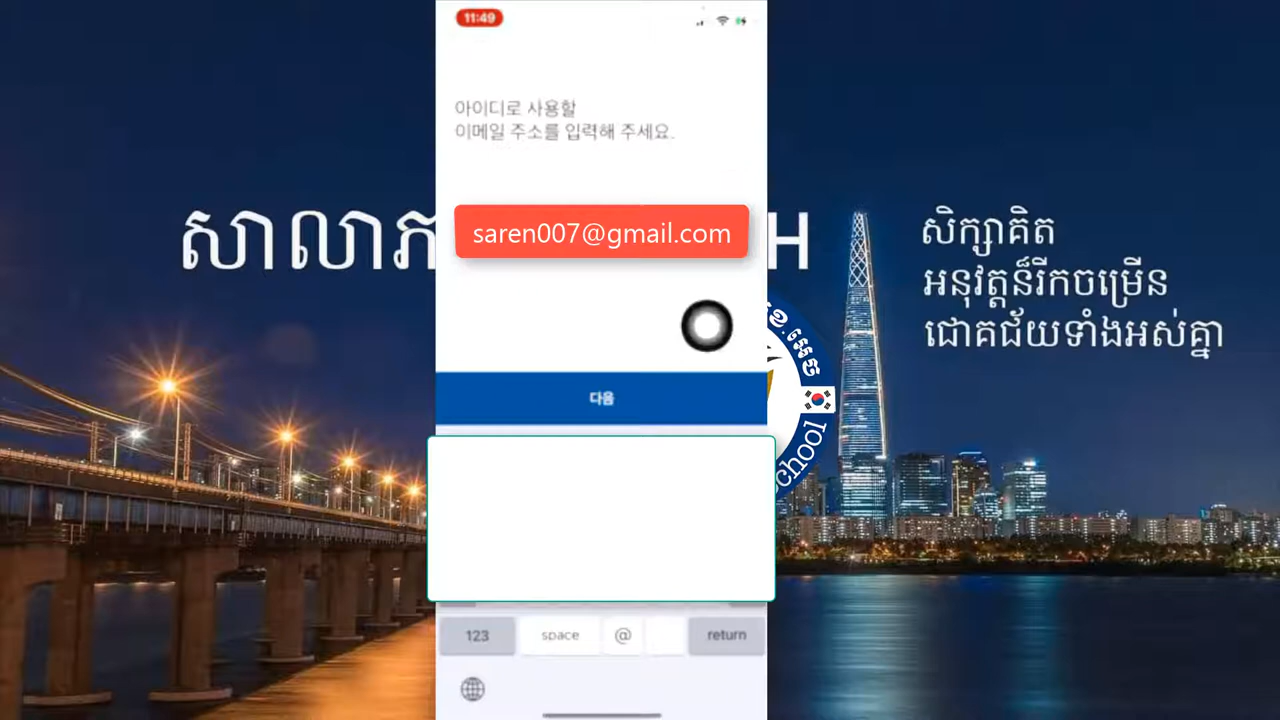 11:49
아이디로 사용할
이메일 주소를 입력해 주세요.
saren007@gmail.com
다음
123 space @ return
សាលាភ
H
សិក្សាគិត
អនុវត្តន៏រីកចម្រើន
ជោគជ័យទាំងអស់គ្នា